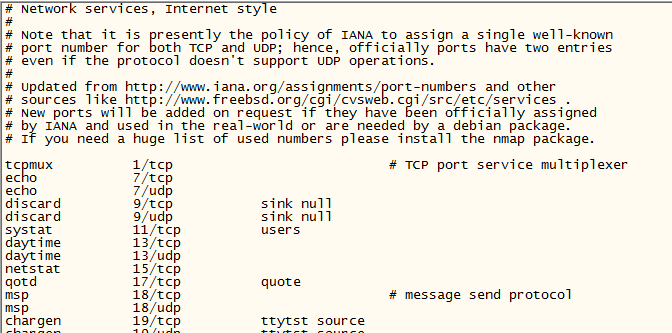 # Network services, Internet style
#
# Note that it is presently the policy of IANA to assign a single well-known
# port number for both TCP and UDP; hence, officially ports have two entries
# even if the protocol doesn't support UDP operations.
#
# Updated from http://www.iana.org/assignments/port-numbers and other
# sources like http://www.freebsd.org/cgi/cvsweb.cgi/src/etc/services .
# New ports will be added on request if they have been officially assigned
# by IANA and used in the real-world or are needed by a debian package.
# If you need a huge list of used numbers please install the nmap package.
tcpmux 1/tcp # TCP port service multiplexer
echo 7/tcp
echo 7/udp
discard 9/tcp sink null
discard 9/udp sink null
systat 11/tcp users
daytime 13/tcp
daytime 13/udp
netstat 15/tcp
qotd 17/tcp quote
msp 18/tcp # message send protocol
msp 18/udp
chargen 19/tcp ttytst source